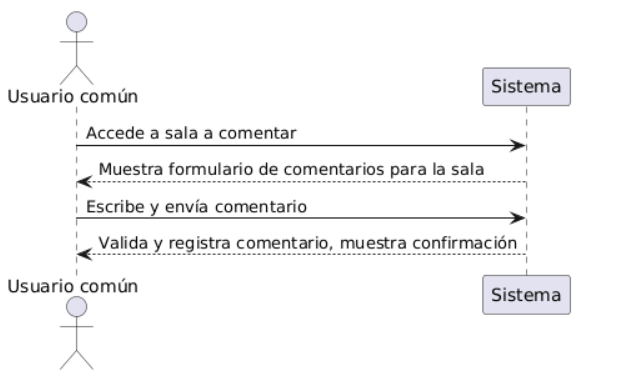 Usuario común
Sistema
Accede a sala a comentar
Muestra formulario de comentarios para la sala
Escribe y envía comentario
Valida y registra comentario, muestra confirmación
Usuario común
Sistema